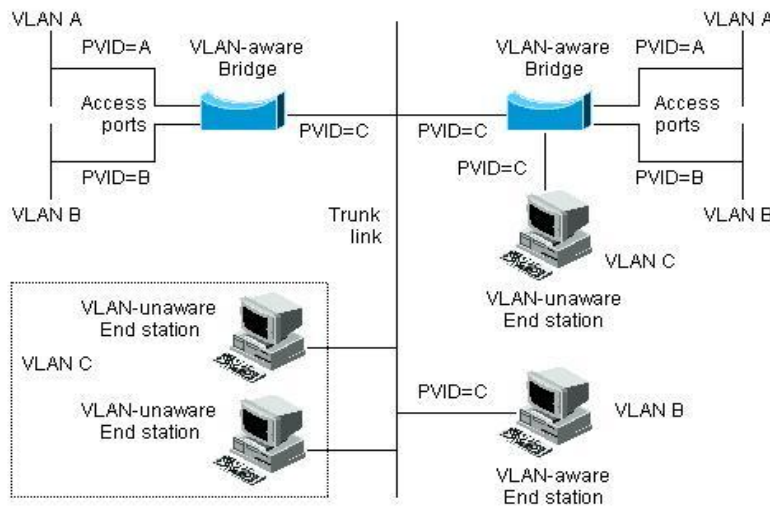 VLAN A
PVID=A
VLAN-aware
Bridge
VLAN-aware
Bridge
PVID=A
VLAN A
Access
ports
PVID=C
PVID=C
Access
ports
PVID=B
PVID=C
PVID=B
VLAN B
VLAN B
Trunk
link
VLAN C
VLAN-unaware
End station
VLAN-unaware
End station
VLAN C
VLAN-unaware
End station
PVID=C
VLAN B
VLAN-aware
End station